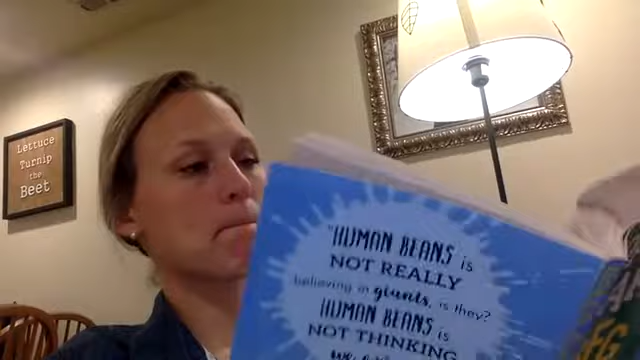 Lettuce
Turnip
the
Beet
"HUMAN BEANS is
NOT REALLY
believing in giants, is they?
HUMAN BEANS is
NOT THINKING